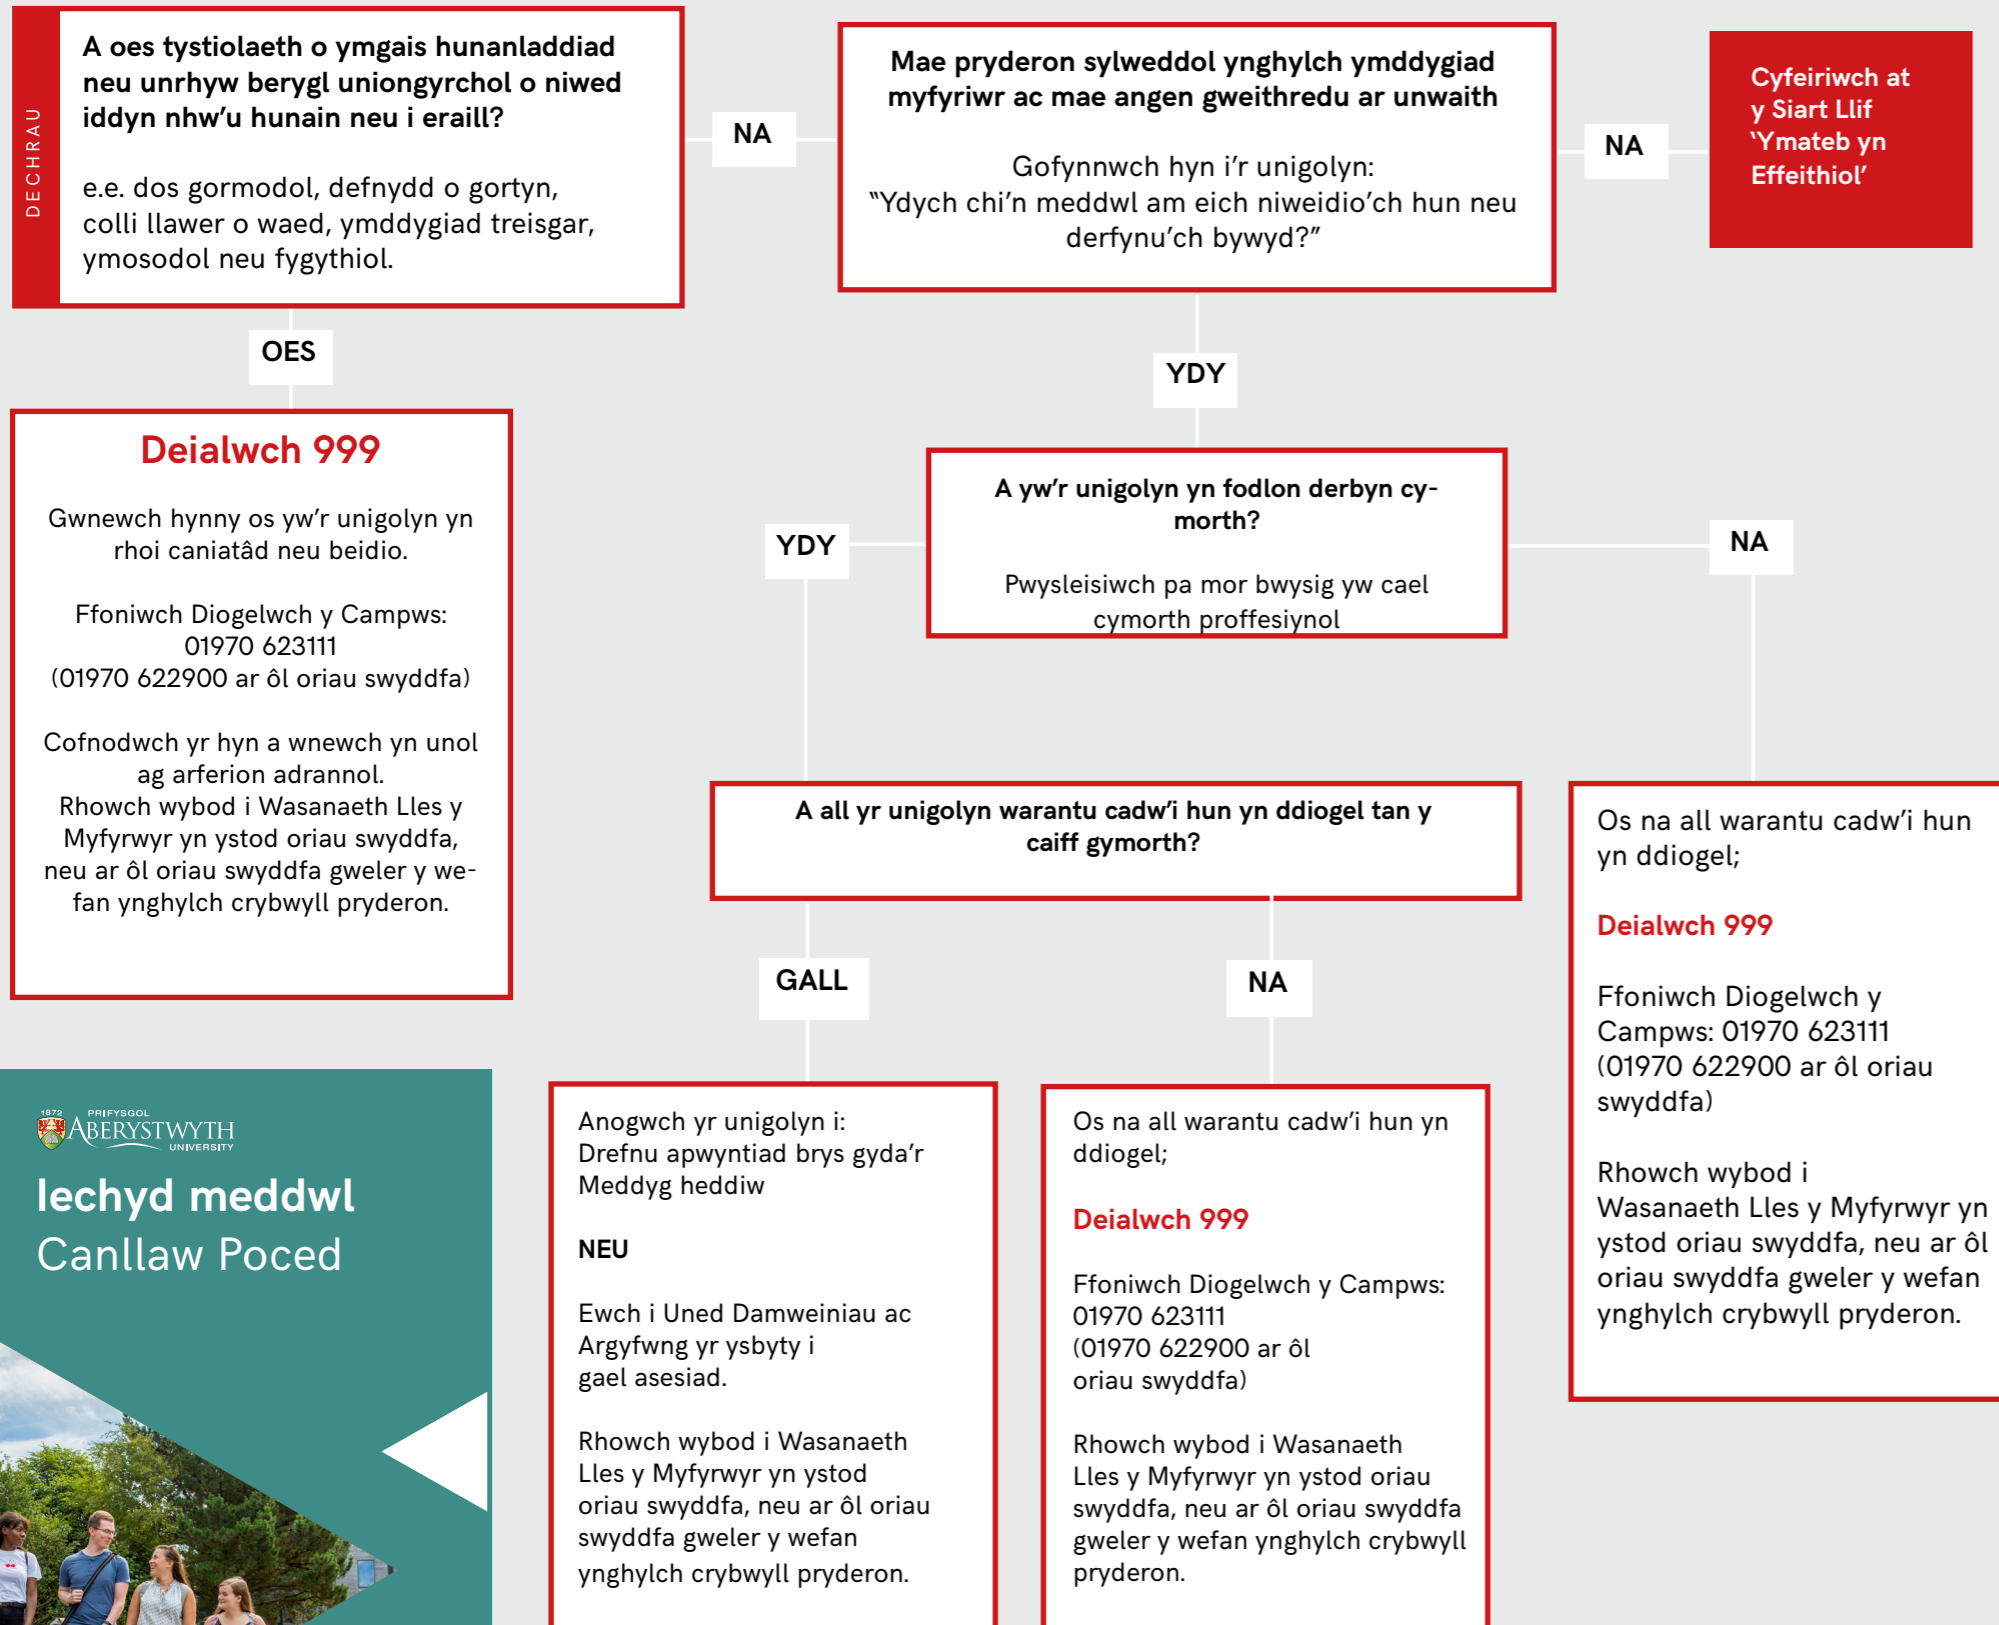 DECHRAU
A oes tystiolaeth o ymgais hunanladdiad
neu unrhyw berygl uniongyrchol o niwed
iddyn nhw'u hunain neu i eraill?
e.e. dos gormodol, defnydd o gortyn,
colli llawer o waed, ymddygiad treisgar,
ymosodol neu fygythiol.
NA
Mae pryderon sylweddol ynghylch ymddygiad
myfyriwr ac mae angen gweithredu ar unwaith
Gofynnwch hyn i'r unigolyn:
“Ydych chi'n meddwl am eich niweidio'ch hun neu
derfynu'ch bywyd?”
NA
Cyfeiriwch at
y Siart Llif
‘Ymateb yn
Effeithiol’
OES
YDY
Deialwch 999
Gwnewch hynny os yw'r unigolyn yn
rhoi caniatâd neu beidio.
Ffoniwch Diogelwch y Campws:
01970 623111
(01970 622900 ar ôl oriau swyddfa)
Cofnodwch yr hyn a wnewch yn unol
ag arferion adrannol.
Rhowch wybod i Wasanaeth Lles y
Myfyrwyr yn ystod oriau swyddfa,
neu ar ôl oriau swyddfa gweler y we-
fan ynghylch crybwyll pryderon.
A yw'r unigolyn yn fodlon derbyn cy-
morth?
Pwysleisiwch pa mor bwysig yw cael
cymorth proffesiynol
YDY
NA
A all yr unigolyn warantu cadw'i hun yn ddiogel tan y
caiff gymorth?
Os na all warantu cadw'i hun
yn ddiogel;
Deialwch 999
Ffoniwch Diogelwch y
Campws: 01970 623111
(01970 622900 ar ôl oriau
swyddfa)
Rhowch wybod i
Wasanaeth Lles y Myfyrwyr yn
ystod oriau swyddfa, neu ar ôl
oriau swyddfa gweler y wefan
ynghylch crybwyll pryderon.
GALL
NA
1872
PRIFYSGOL
ABERYSTWYTH
UNIVERSITY
Iechyd meddwl
Canllaw Poced
Anogwch yr unigolyn i:
Drefnu apwyntiad brys gyda'r
Meddyg heddiw
NEU
Ewch i Uned Damweiniau ac
Argyfwng yr ysbyty i
gael asesiad.
Rhowch wybod i Wasanaeth
Lles y Myfyrwyr yn ystod
oriau swyddfa, neu ar ôl oriau
swyddfa gweler y wefan
ynghylch crybwyll pryderon.
Os na all warantu cadw'i hun yn
ddiogel;
Deialwch 999
Ffoniwch Diogelwch y Campws:
01970 623111
(01970 622900 ar ôl
oriau swyddfa)
Rhowch wybod i Wasanaeth
Lles y Myfyrwyr yn ystod oriau
swyddfa, neu ar ôl oriau swyddfa
gweler y wefan ynghylch crybwyll
pryderon.